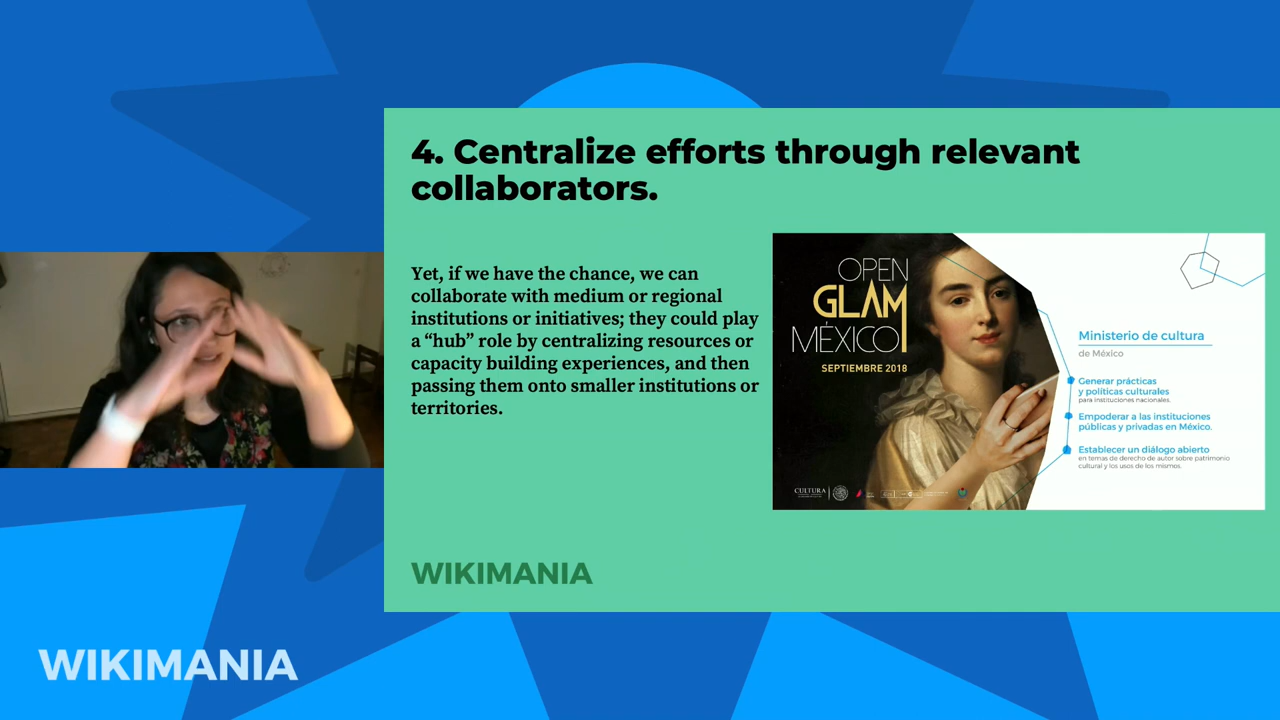 4. Centralize efforts through relevant
collaborators.
Yet, if we have the chance, we can
collaborate with medium or regional
institutions or initiatives; they could play
a “hub” role by centralizing resources or
capacity building experiences, and then
passing them onto smaller institutions or
territories.
OPEN
GLAM
MÉXICO
SEPTIEMBRE 2018
CULTURA
Ministerio de cultura
de México
Generar prácticas
y políticas culturales
para instituciones nacionales.
Empoderar a las instituciones
públicas y privadas en México.
Establecer un diálogo abierto
en temas de derecho de autor sobre patrimonio
cultural y los usos de los mismos.
WIKIMANIA
WIKIMANIA